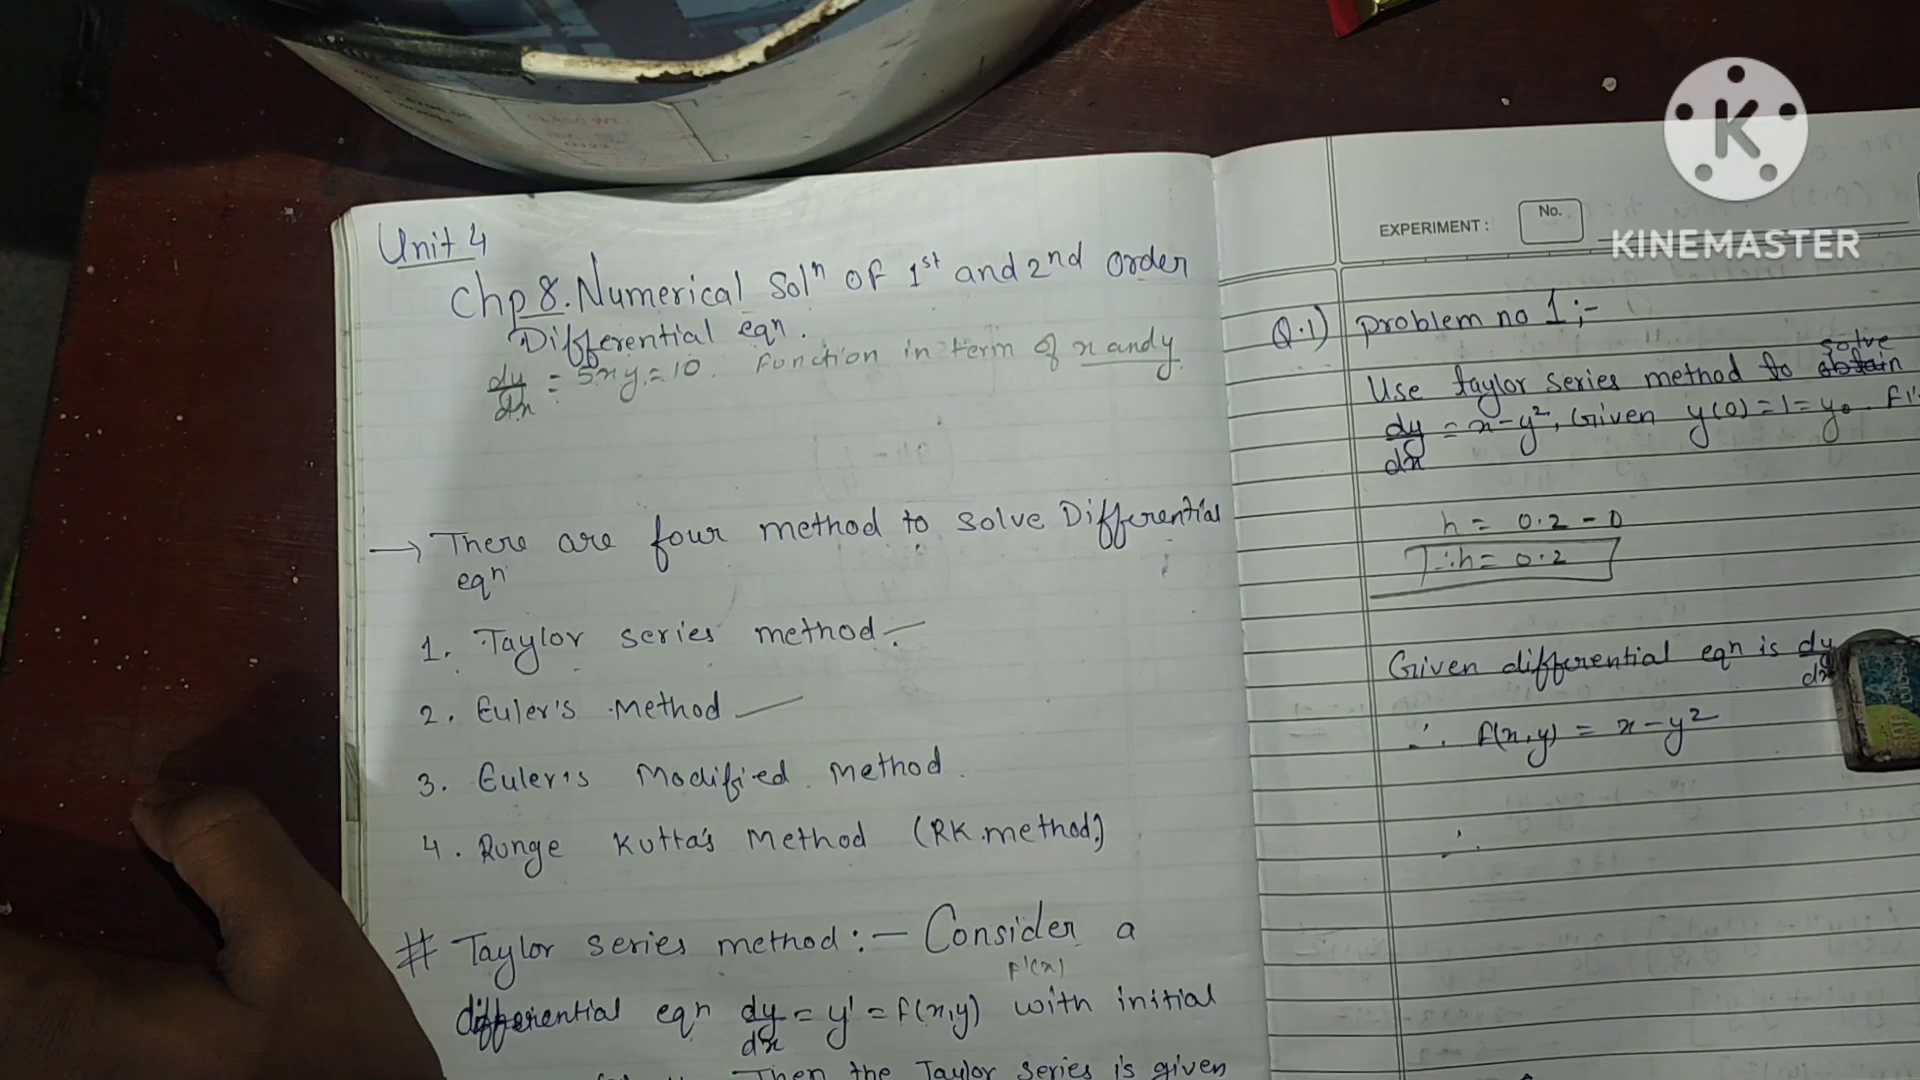 Unit 4
Chp 8. Numerical Solⁿ of 1st and 2nd order
Differential eqn.
dy/dx = 5xy = 10. Function in term of x and y
→ There are four method to solve Differential
eqⁿ
1. Taylor series method
2. Euler's Method
3. Euler's Modified Method
4. Runge Kutta's Method (RK.method)
# Taylor series method :- Consider a
f'(x)
differential eqn dy/dx = y' = f(x,y) with initial
Then the Taylor series is given
KINEMASTER
EXPERIMENT :
No.
Q.1) Problem no 1 ;-
solve
Use taylor series method to obtain
dy/dx = x-y², Given y(0)=1=y₀.
h = 0.2 - 0
∴ h = 0.2
Given differential eqn is dy/dx
∴ f(x,y) = x-y²
∴